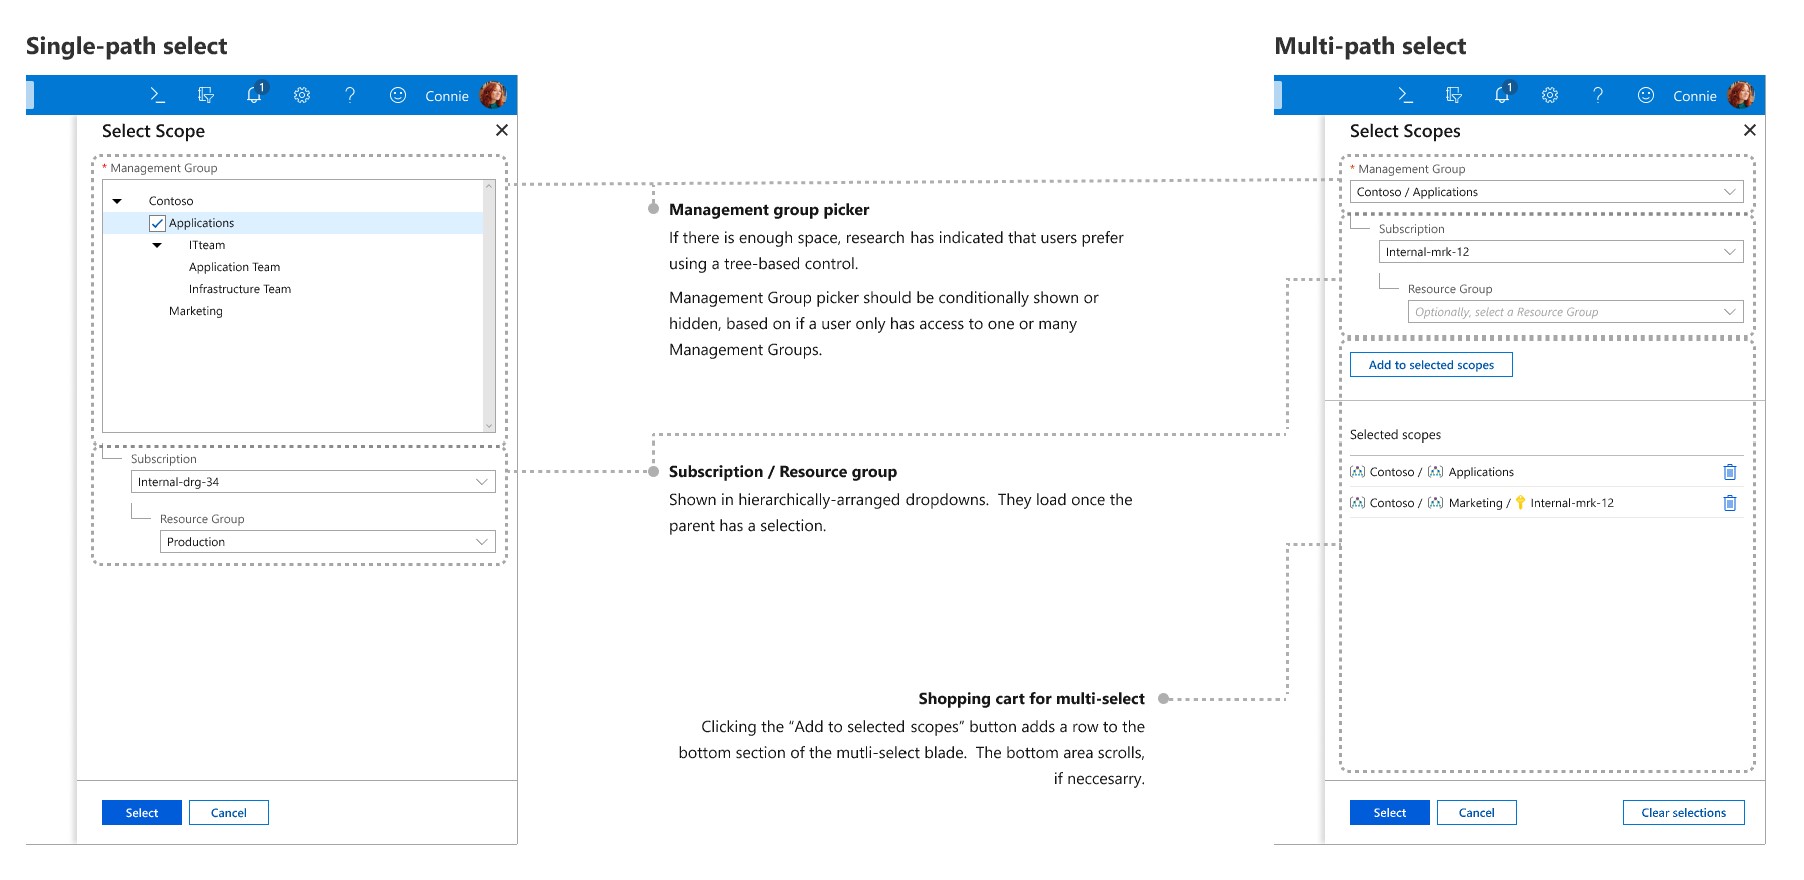 Single-path select
Multi-path select
1
Connie
Select Scope
* Management Group
Contoso
Applications
ITteam
Application Team
Infrastructure Team
Marketing
Subscription
Internal-drg-34
Resource Group
Production
Select
Cancel
Management group picker
If there is enough space, research has indicated that users prefer
using a tree-based control.
Management Group picker should be conditionally shown or
hidden, based on if a user only has access to one or many
Management Groups.
Subscription / Resource group
Shown in hierarchically-arranged dropdowns.  They load once the
parent has a selection.
Shopping cart for multi-select
Clicking the “Add to selected scopes” button adds a row to the
bottom section of the mutli-select blade.  The bottom area scrolls,
if neccesarry.
1
Connie
Select Scopes
* Management Group
Contoso / Applications
Subscription
Internal-mrk-12
Resource Group
Optionally, select a Resource Group
Add to selected scopes
Selected scopes
Contoso / Applications
Contoso / Marketing / Internal-mrk-12
Select
Cancel
Clear selections